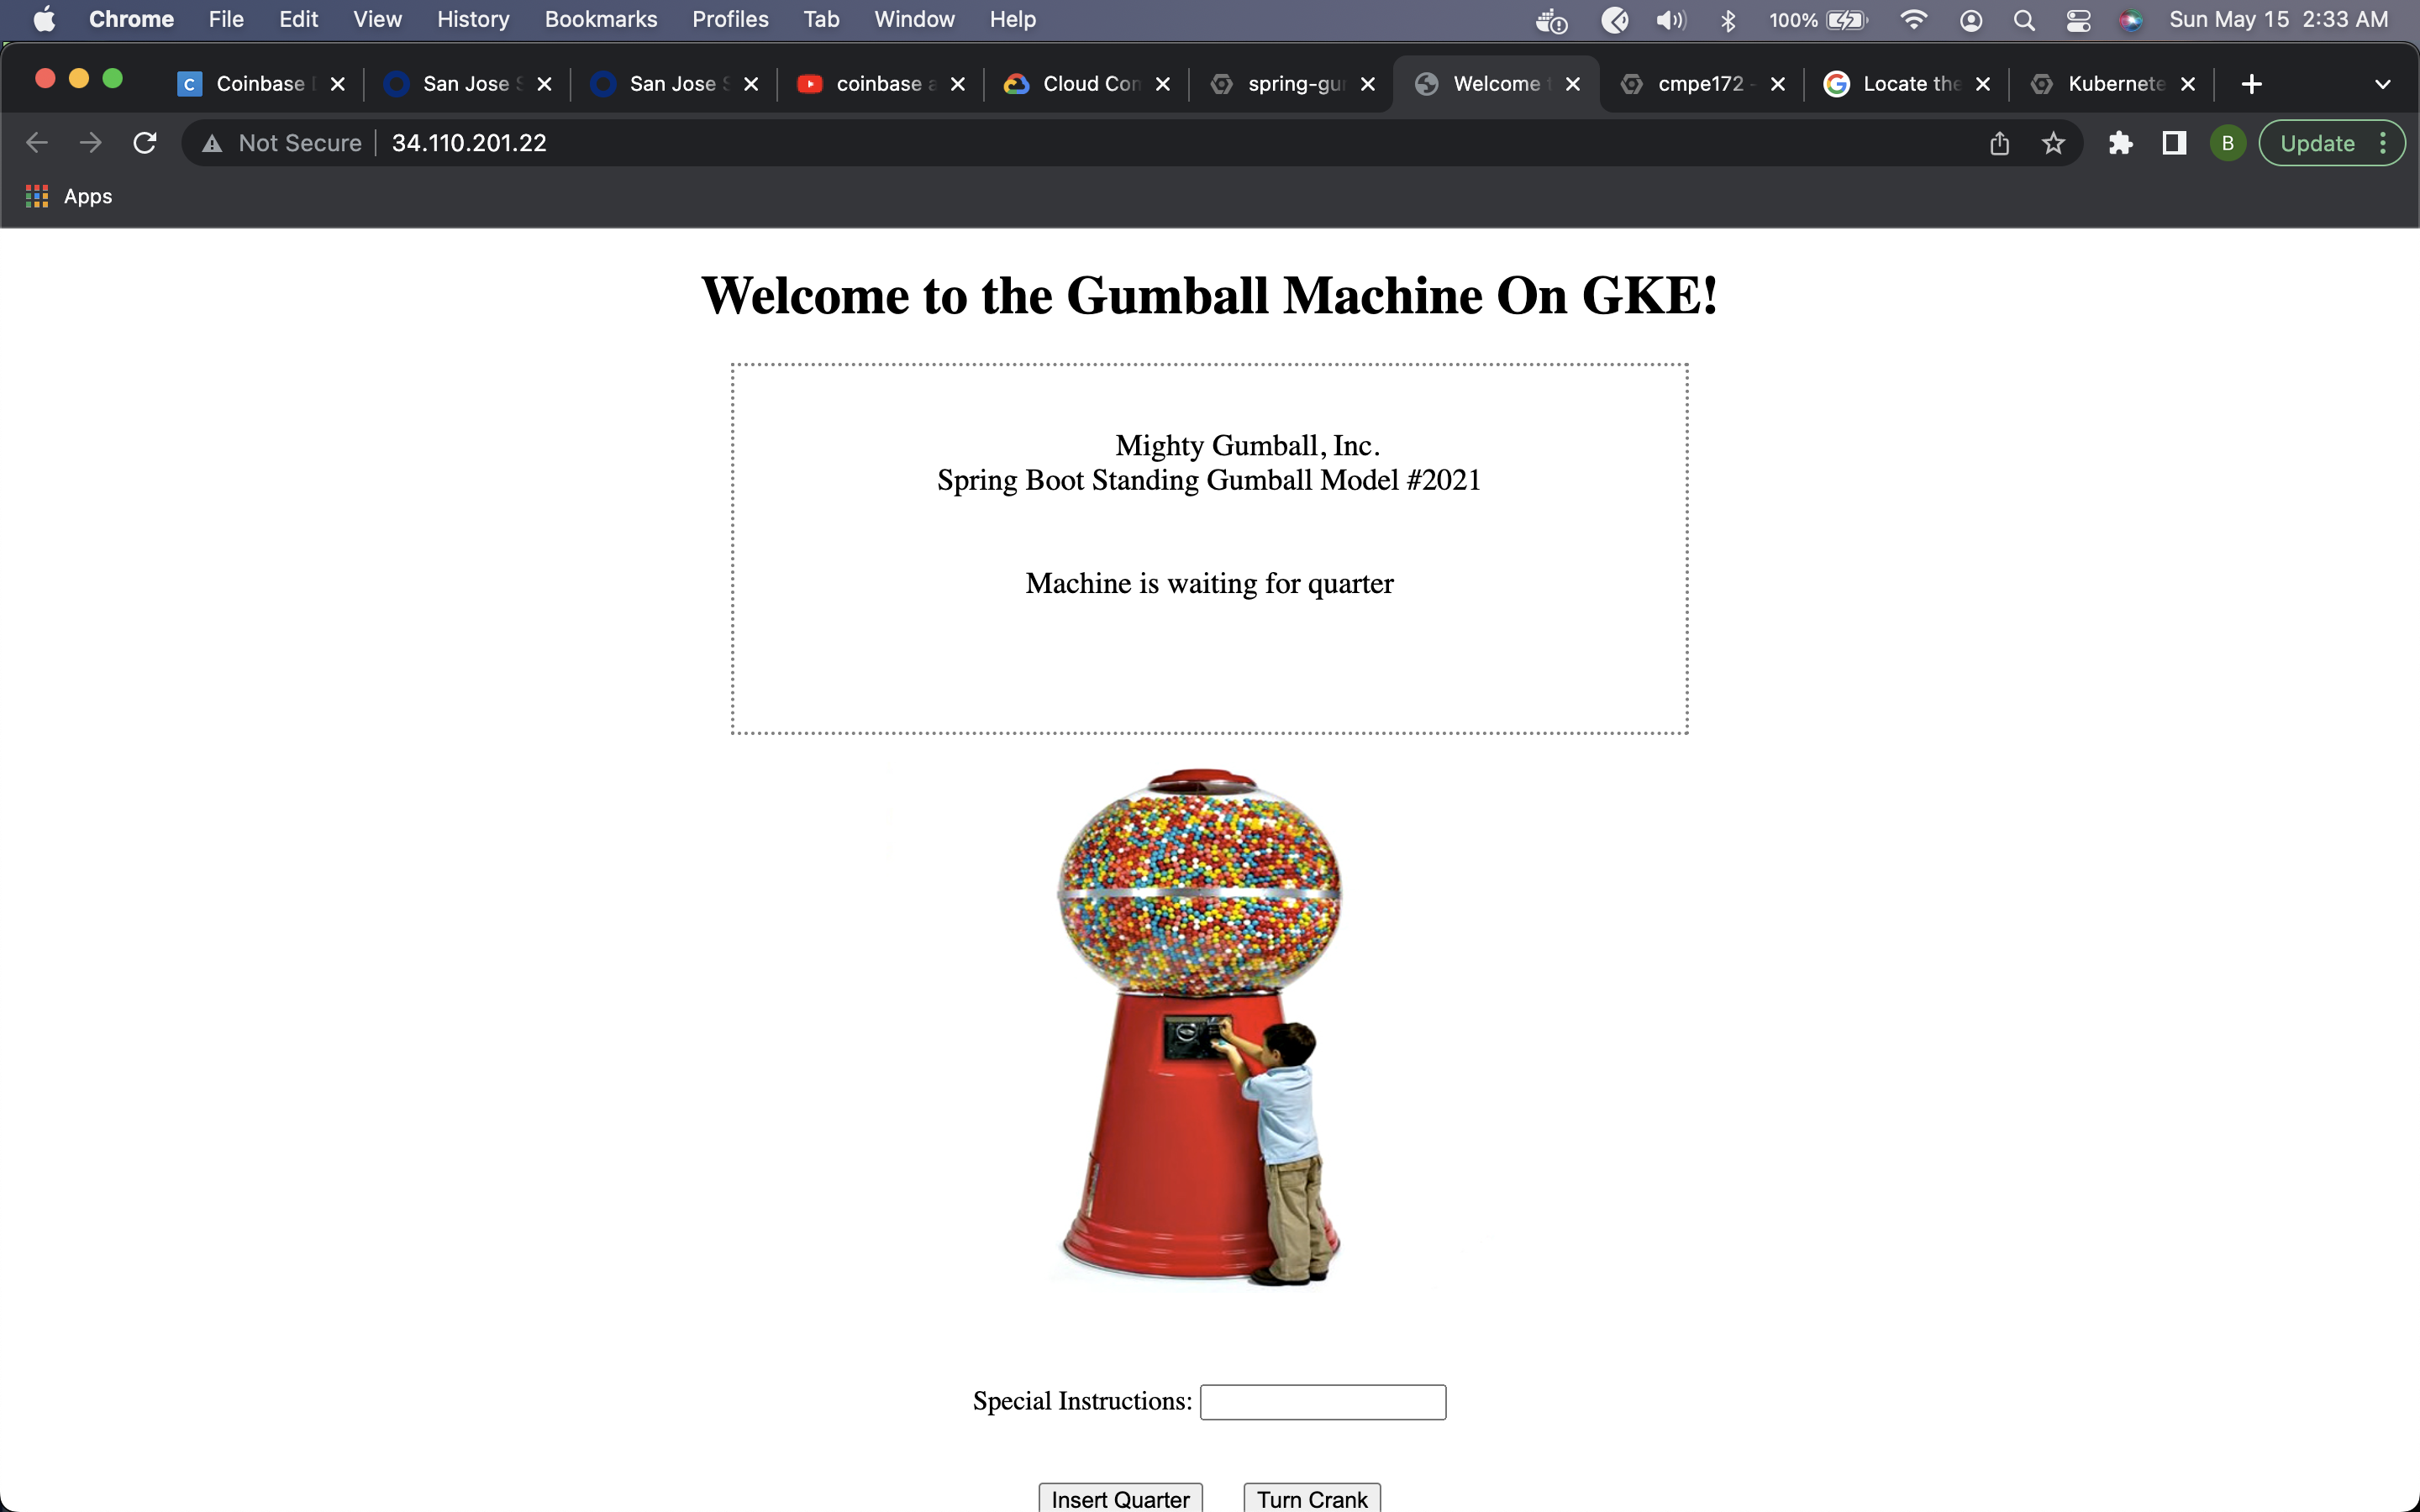 Chrome File Edit View History Bookmarks Profiles Tab Window Help 100% Sun May 15 2:33 AM
C Coinbase San Jose San Jose coinbase Cloud Con spring-gu Welcome cmpe172 - Locate the Kubernete
Not Secure 34.110.201.22 B Update
Apps
Welcome to the Gumball Machine On GKE!
Mighty Gumball, Inc.
Spring Boot Standing Gumball Model #2021
Machine is waiting for quarter
Special Instructions:
Insert Quarter Turn Crank